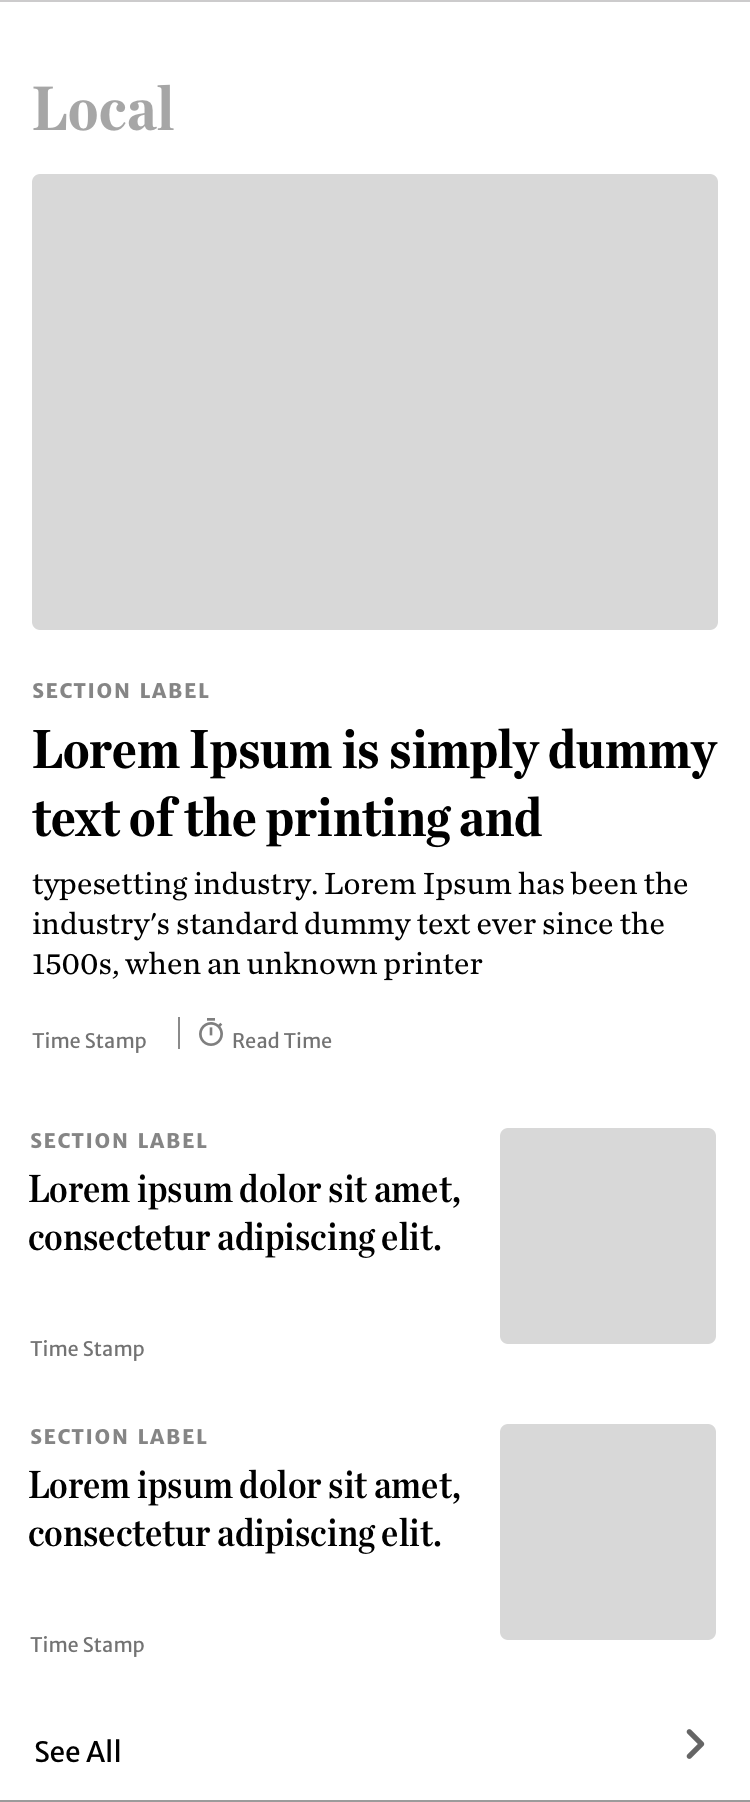 Local
SECTION LABEL
Lorem Ipsum is simply dummy
text of the printing and
typesetting industry. Lorem Ipsum has been the
industry's standard dummy text ever since the
1500s, when an unknown printer
Time Stamp | Read Time
SECTION LABEL
Lorem ipsum dolor sit amet,
consectetur adipiscing elit.
Time Stamp
SECTION LABEL
Lorem ipsum dolor sit amet,
consectetur adipiscing elit.
Time Stamp
See All